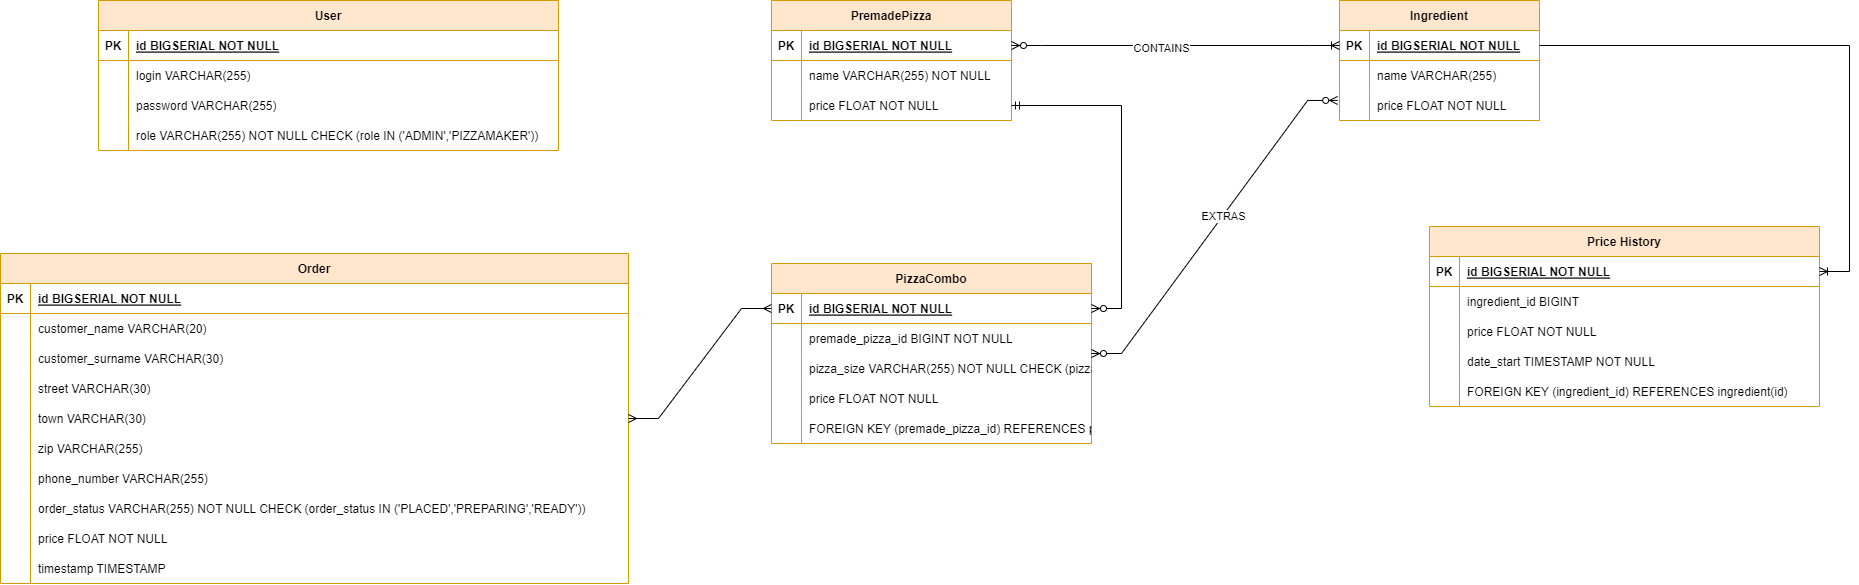 User
PK id BIGSERIAL NOT NULL
login VARCHAR(255)
password VARCHAR(255)
role VARCHAR(255) NOT NULL CHECK (role IN ('ADMIN','PIZZAMAKER'))
PremadePizza
PK id BIGSERIAL NOT NULL
name VARCHAR(255) NOT NULL
price FLOAT NOT NULL
CONTAINS
Ingredient
PK id BIGSERIAL NOT NULL
name VARCHAR(255)
price FLOAT NOT NULL
EXTRAS
Order
PK id BIGSERIAL NOT NULL
customer_name VARCHAR(20)
customer_surname VARCHAR(30)
street VARCHAR(30)
town VARCHAR(30)
zip VARCHAR(255)
phone_number VARCHAR(255)
order_status VARCHAR(255) NOT NULL CHECK (order_status IN ('PLACED','PREPARING','READY'))
price FLOAT NOT NULL
timestamp TIMESTAMP
PizzaCombo
PK id BIGSERIAL NOT NULL
premade_pizza_id BIGINT NOT NULL
pizza_size VARCHAR(255) NOT NULL CHECK (pizz
price FLOAT NOT NULL
FOREIGN KEY (premade_pizza_id) REFERENCES
Price History
PK id BIGSERIAL NOT NULL
ingredient_id BIGINT
price FLOAT NOT NULL
date_start TIMESTAMP NOT NULL
FOREIGN KEY (ingredient_id) REFERENCES ingredient(id)